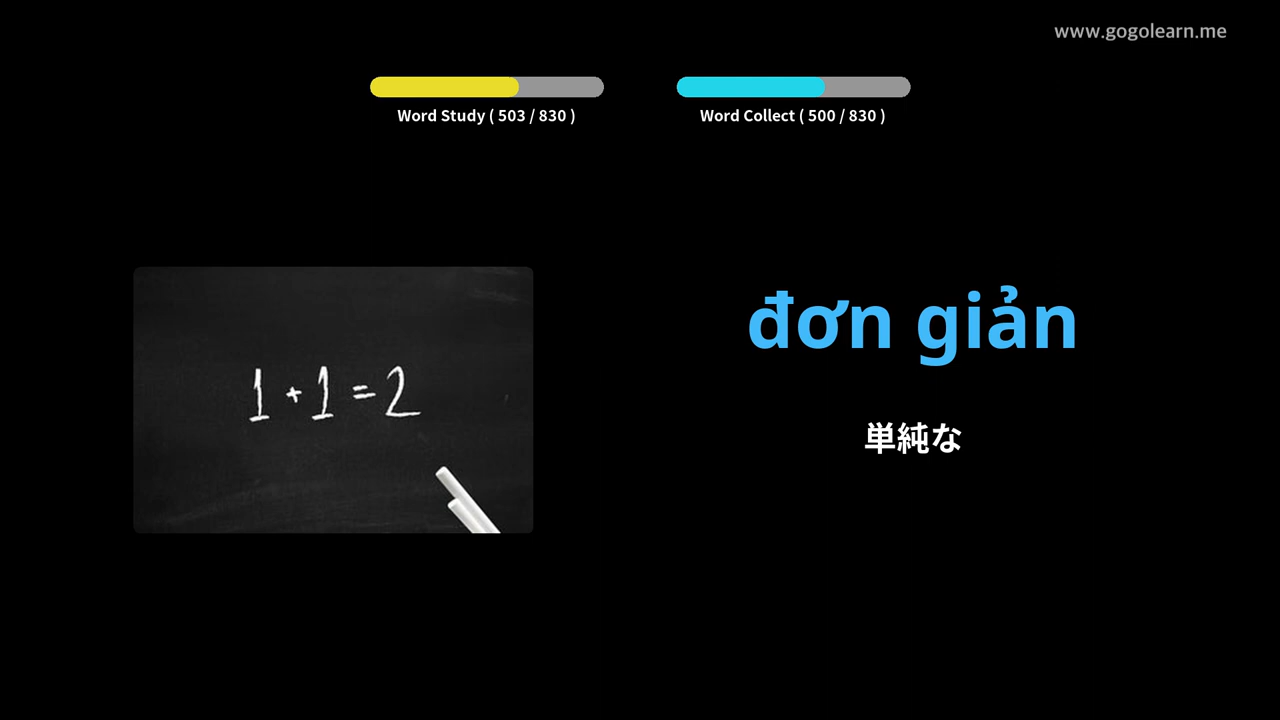 www.gogolearn.me
Word Study ( 503 / 830 )
Word Collect ( 500 / 830 )
1 + 1 = 2
đơn giản
単純な